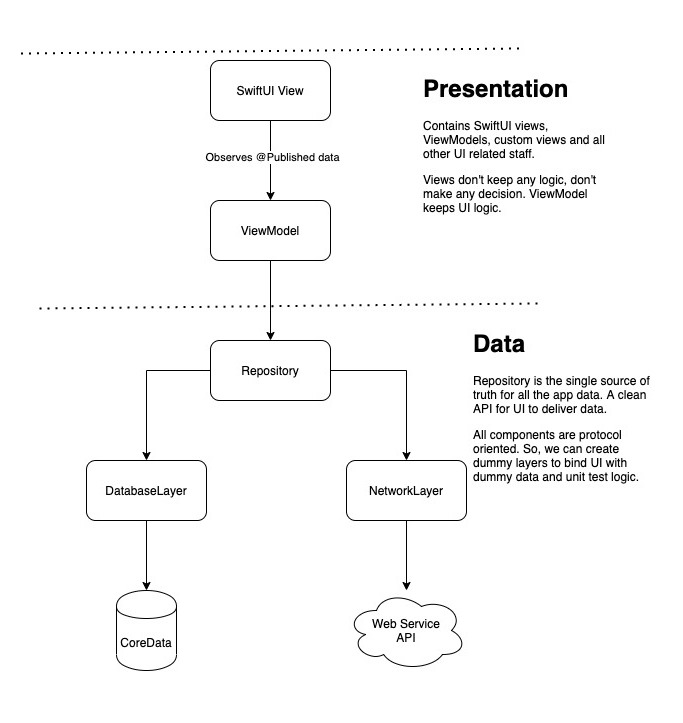 SwiftUI View
Presentation
Contains SwiftUI views,
ViewModels, custom views and all
other UI related staff.
Observes @Published data
Views don't keep any logic, don't
make any decision. ViewModel
keeps UI logic.
ViewModel
Data
Repository
Repository is the single source of
truth for all the app data. A clean
API for UI to deliver data.
All components are protocol
oriented. So, we can create
dummy layers to bind UI with
dummy data and unit test logic.
DatabaseLayer
NetworkLayer
CoreData
Web Service
API